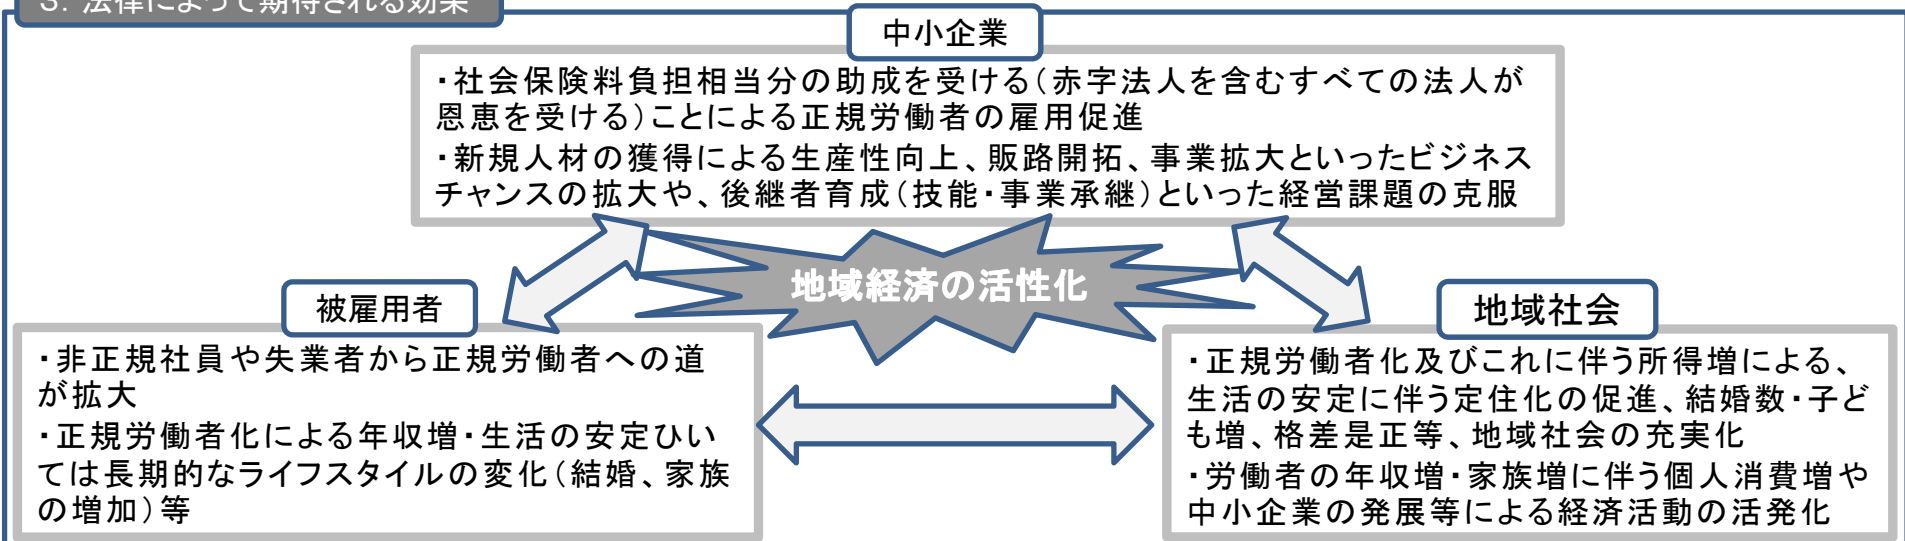 3. 法律によって期待される効果
中小企業
・社会保険料負担相当分の助成を受ける(赤字法人を含むすべての法人が
恩恵を受ける)ことによる正規労働者の雇用促進
・新規人材の獲得による生産性向上、販路開拓、事業拡大といったビジネス
チャンスの拡大や、後継者育成(技能・事業承継)といった経営課題の克服
地域経済の活性化
被雇用者
・非正規社員や失業者から正規労働者への道
が拡大
・正規労働者化による年収増・生活の安定ひい
ては長期的なライフスタイルの変化(結婚、家族
の増加)等
地域社会
・正規労働者化及びこれに伴う所得増による、
生活の安定に伴う定住化の促進、結婚数・子ど
も増、格差是正等、地域社会の充実化
・労働者の年収増・家族増に伴う個人消費増や
中小企業の発展等による経済活動の活発化